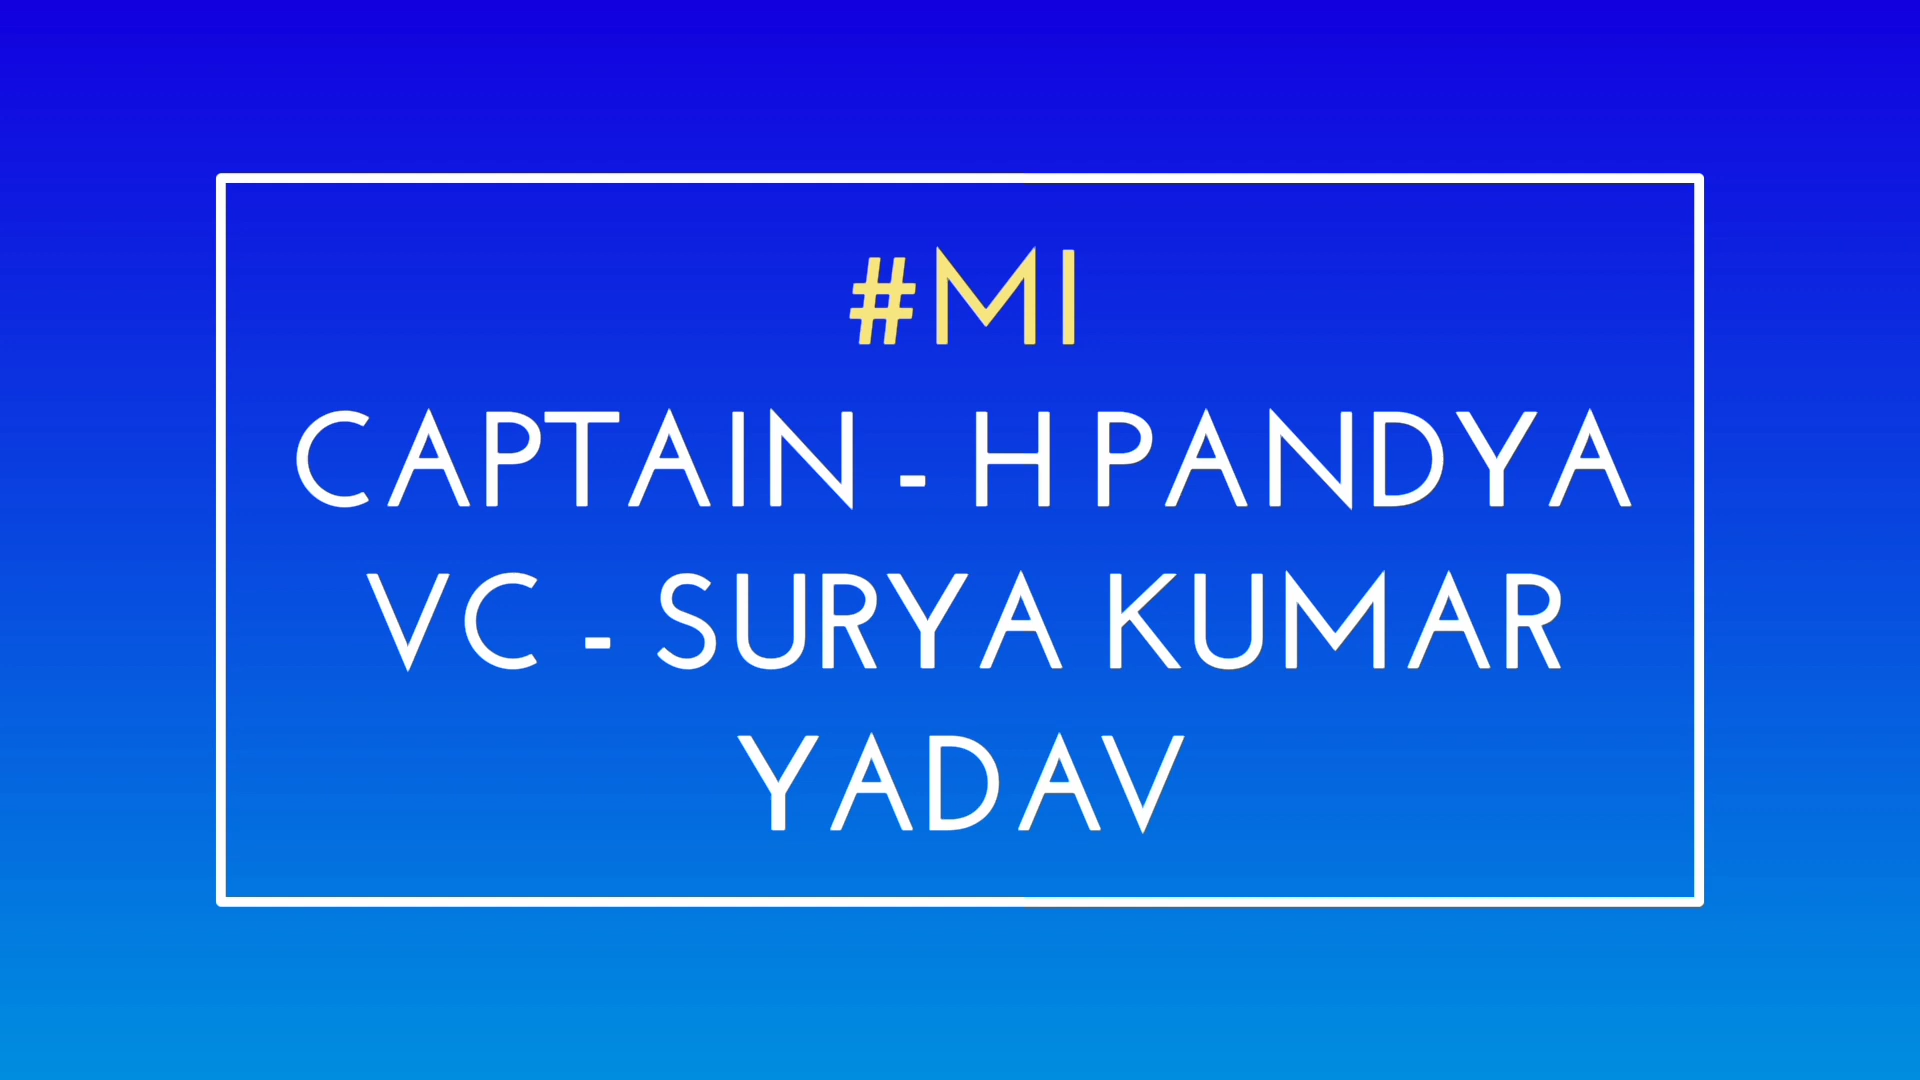 #MI
CAPTAIN - H PANDYA
VC - SURYA KUMAR
YADAV